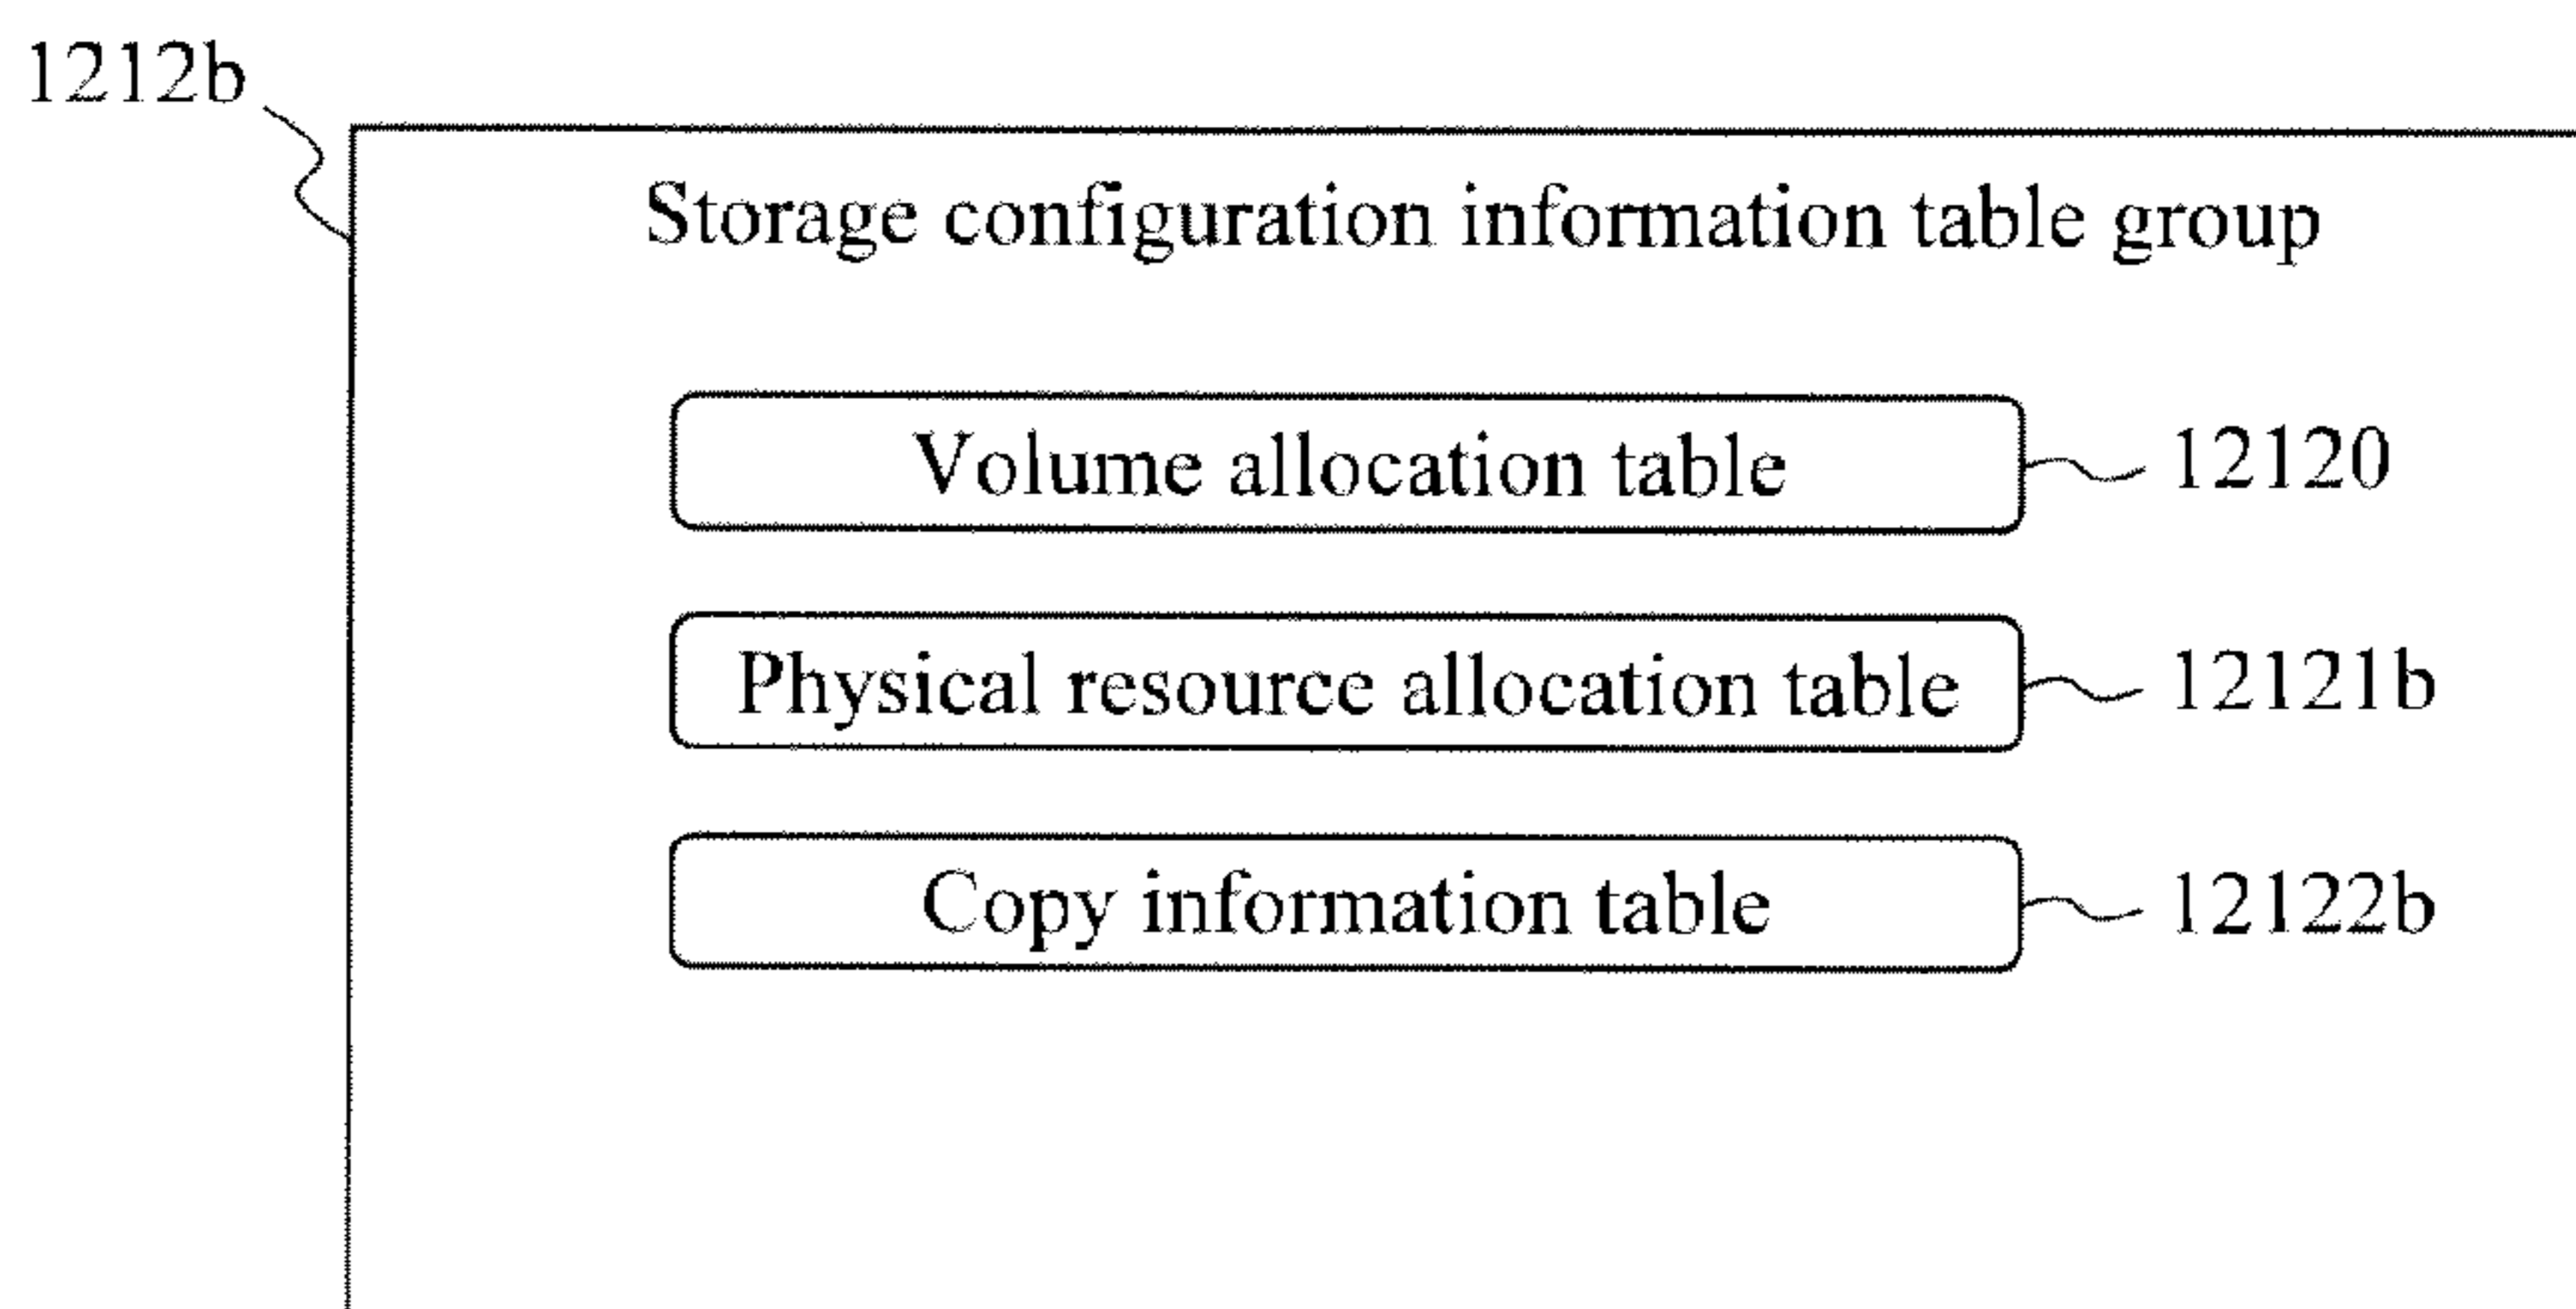 1212b
Storage configuration information table group
Volume allocation table 12120
Physical resource allocation table 12121b
Copy information table 12122b